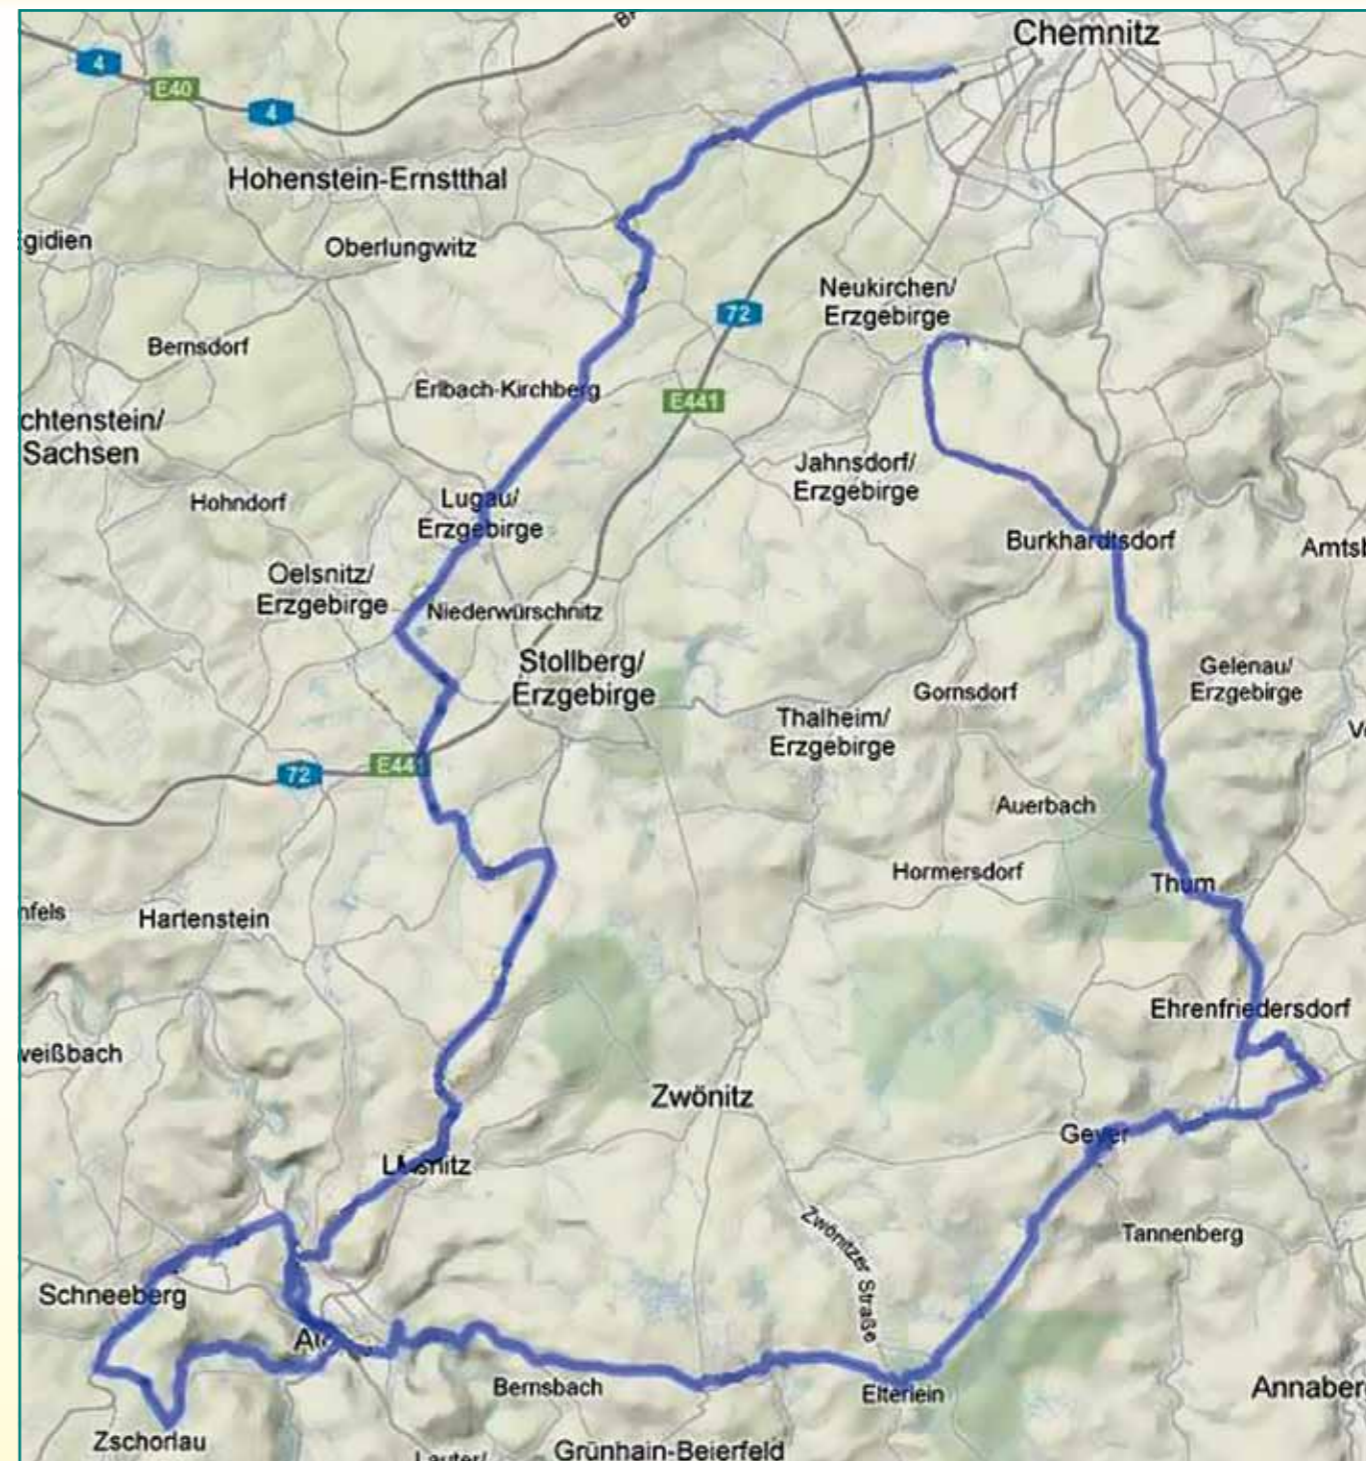 Chemnitz
4
E40
4
Hohenstein-Ernstthal
gidien
Oberlungwitz
Neukirchen/
Erzgebirge
72
Bernsdorf
Erlbach-Kirchberg
E441
chtenstein/
Sachsen
Jahnsdorf/
Erzgebirge
Hohndorf
Lugau/
Erzgebirge
Burkhardtsdorf
Oelsnitz/
Erzgebirge
Niederwürschnitz
Stollberg/
Erzgebirge
Gelenau/
Erzgebirge
Gornsdorf
Thalheim/
Erzgebirge
72
E441
Auerbach
Hormersdorf
Thum
nfels
Hartenstein
Ehrenfriedersdorf
weißbach
Zwönitz
Geyer
Tannenberg
Zwönitzer Straße
Schneeberg
Bernsbach
Elterlein
Annaber
Zschorlau
Grünhain-Beierfeld